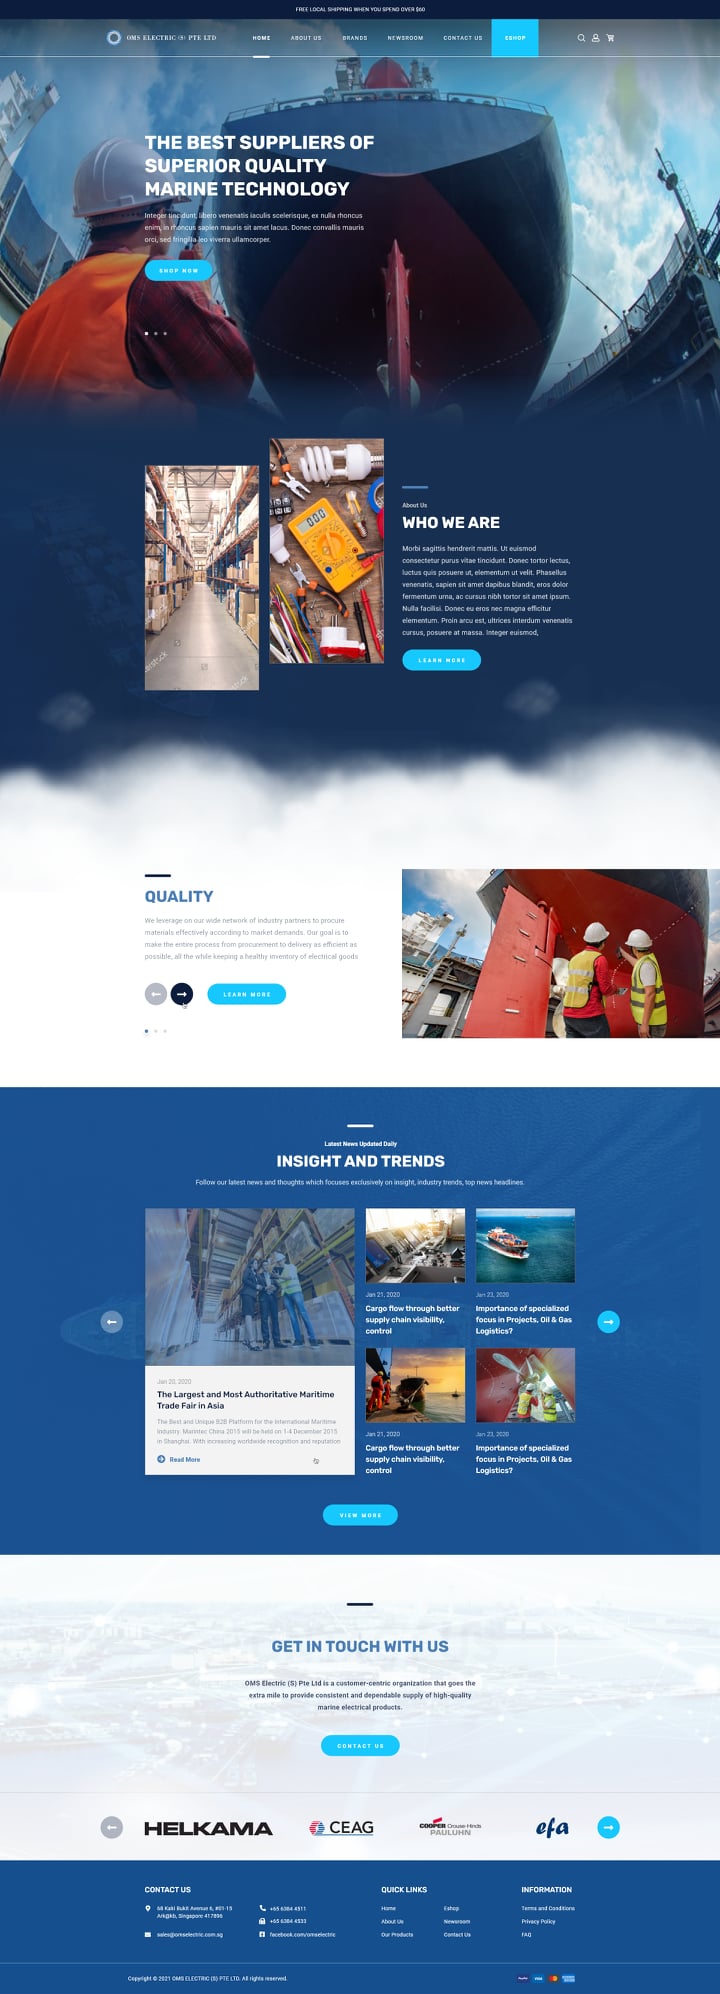 FREE LOCAL SHIPPING WHEN YOU SPEND OVER $60
OMS ELECTRIC (S) PTE LTD
HOME
ABOUT US
BRANDS
NEWSROOM
CONTACT US
ESHOP
THE BEST SUPPLIERS OF
SUPERIOR QUALITY
MARINE TECHNOLOGY
Integer tincidunt, libero venenatis iaculis scelerisque, ex nulla rhoncus
enim, in rhoncus sapien mauris sit amet lacus. Donec convallis mauris
orci, sed fringilla leo viverra ullamcorper.
SHOP NOW
About Us
WHO WE ARE
Morbi sagittis hendrerit mattis. Ut euismod
consectetur purus vitae tincidunt. Donec tortor lectus,
luctus quis posuere ut, elementum ut velit. Phasellus
venenatis, sapien sit amet dapibus blandit, eros dolor
fermentum urna, ac cursus nibh tortor sit amet ipsum.
Nulla facilisi. Donec eu eros nec magna efficitur
elementum. Proin arcu est, ultrices interdum venenatis
cursus, posuere at massa. Integer euismod,
LEARN MORE
QUALITY
We leverage on our wide network of industry partners to procure
materials effectively according to market demands. Our goal is to
make the entire process from procurement to delivery as efficient as
possible, all the while keeping a healthy inventory of electrical goods
LEARN MORE
Latest News Updated Daily
INSIGHT AND TRENDS
Follow our latest news and thoughts which focuses exclusively on insight, industry trends, top news headlines.
Jan 20, 2020
The Largest and Most Authoritative Maritime
Trade Fair in Asia
The Best and Unique B2B Platform for the International Maritime
Industry. Marintec China 2015 will be held on 1-4 December 2015
in Shanghai. With increasing worldwide recognition and reputation
Read More
Jan 21, 2020
Cargo flow through better
supply chain visibility,
control
Jan 23, 2020
Importance of specialized
focus in Projects, Oil & Gas
Logistics?
Jan 21, 2020
Cargo flow through better
supply chain visibility,
control
Jan 23, 2020
Importance of specialized
focus in Projects, Oil & Gas
Logistics?
VIEW MORE
GET IN TOUCH WITH US
OMS Electric (S) Pte Ltd is a customer-centric organization that goes the
extra mile to provide consistent and dependable supply of high-quality
marine electrical products.
CONTACT US
HELKAMA
CEAG
COOPER Crouse-Hinds
PAULUHN
efa
CONTACT US
68 Kaki Bukit Avenue 6, #01-15
Ark@kb, Singapore 417896
sales@omselectric.com.sg
+65 6384 4511
+65 6384 4533
facebook.com/omselectric
QUICK LINKS
Home
About Us
Our Products
Eshop
Newsroom
Contact Us
INFORMATION
Terms and Conditions
Privacy Policy
FAQ
Copyright © 2021 OMS ELECTRIC (S) PTE LTD. All rights reserved.
PayPal
VISA